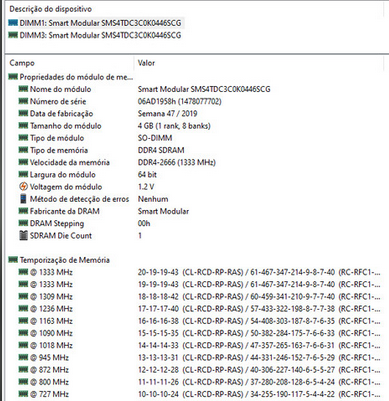 Descrição do dispositivo
DIMM1: Smart Modular SMS4TDC3C0K0446SCG
DIMM3: Smart Modular SMS4TDC3C0K0446SCG
Campo Valor
Propriedades do módulo de me...
Nome do módulo Smart Modular SMS4TDC3C0K0446SCG
Número de série 06AD1958h (1478077702)
Data de fabricação Semana 47 / 2019
Tamanho do módulo 4 GB (1 rank, 8 banks)
Tipo de módulo SO-DIMM
Tipo de memória DDR4 SDRAM
Velocidade da memória DDR4-2666 (1333 MHz)
Largura do módulo 64 bit
Voltagem do módulo 1.2 V
Método de detecção de erros Nenhum
Fabricante da DRAM Smart Modular
DRAM Stepping 00h
SDRAM Die Count 1
Temporização de Memória
@ 1333 MHz 20-19-19-43 (CL-RCD-RP-RAS) / 61-467-347-214-9-8-7-40 (RC-RFC1-...
@ 1333 MHz 19-19-19-43 (CL-RCD-RP-RAS) / 61-467-347-214-9-8-7-40 (RC-RFC1-...
@ 1309 MHz 18-18-18-42 (CL-RCD-RP-RAS) / 60-459-341-210-9-7-7-40 (RC-RFC1-...
@ 1236 MHz 17-17-17-40 (CL-RCD-RP-RAS) / 57-433-322-198-8-7-7-38 (RC-RFC1-...
@ 1163 MHz 16-16-16-38 (CL-RCD-RP-RAS) / 54-408-303-187-8-7-6-35 (RC-RFC1-...
@ 1090 MHz 15-15-15-35 (CL-RCD-RP-RAS) / 50-382-284-175-7-6-6-33 (RC-RFC1-...
@ 1018 MHz 14-14-14-33 (CL-RCD-RP-RAS) / 47-357-265-163-7-6-6-31 (RC-RFC1-...
@ 945 MHz 13-13-13-31 (CL-RCD-RP-RAS) / 44-331-246-152-7-6-5-29 (RC-RFC1-...
@ 872 MHz 12-12-12-28 (CL-RCD-RP-RAS) / 40-306-227-140-6-5-5-27 (RC-RFC1-...
@ 800 MHz 11-11-11-26 (CL-RCD-RP-RAS) / 37-280-208-128-6-5-4-24 (RC-RFC1-...
@ 727 MHz 10-10-10-24 (CL-RCD-RP-RAS) / 34-255-190-117-5-4-4-22 (RC-RFC1-...